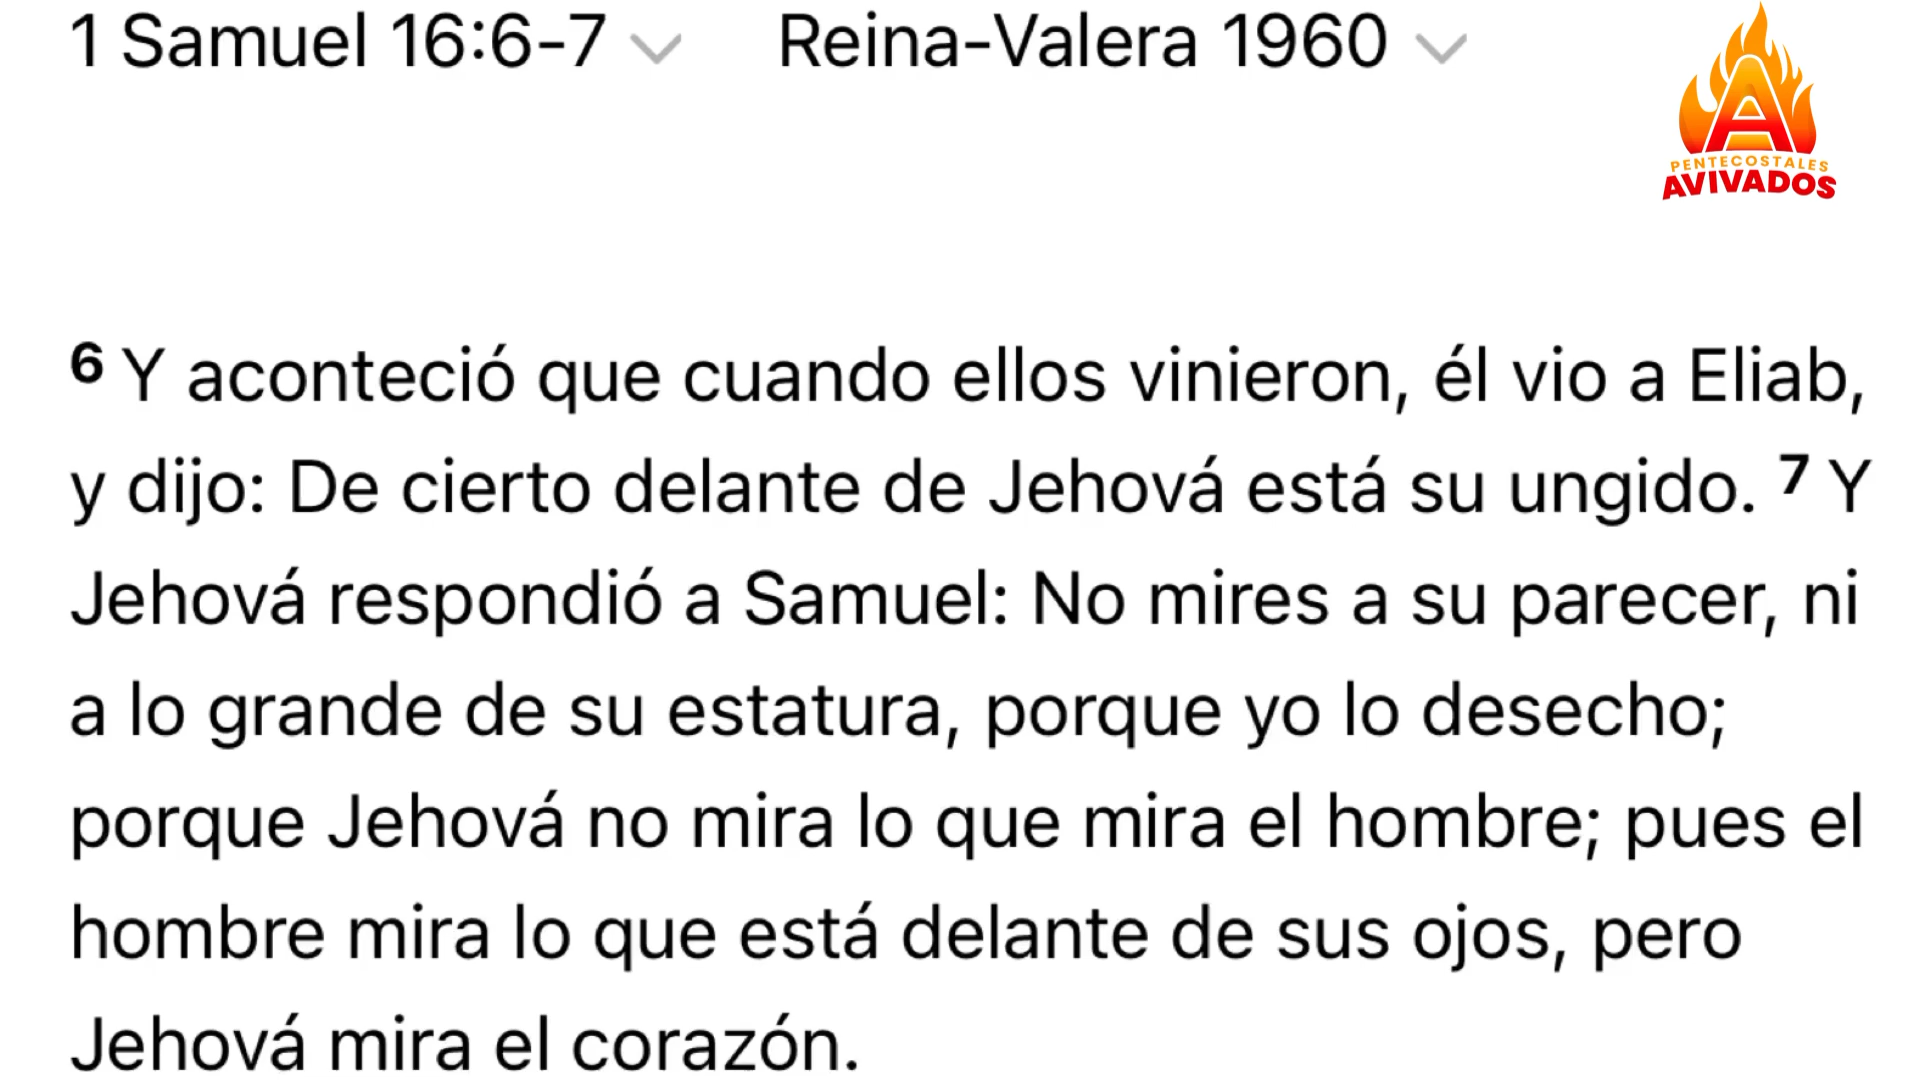 1 Samuel 16:6-7 Reina-Valera 1960
A
PENTECOSTALES
AVIVADOS
6 Y aconteció que cuando ellos vinieron, él vio a Eliab,
y dijo: De cierto delante de Jehová está su ungido. 7 Y
Jehová respondió a Samuel: No mires a su parecer, ni
a lo grande de su estatura, porque yo lo desecho;
porque Jehová no mira lo que mira el hombre; pues el
hombre mira lo que está delante de sus ojos, pero
Jehová mira el corazón.